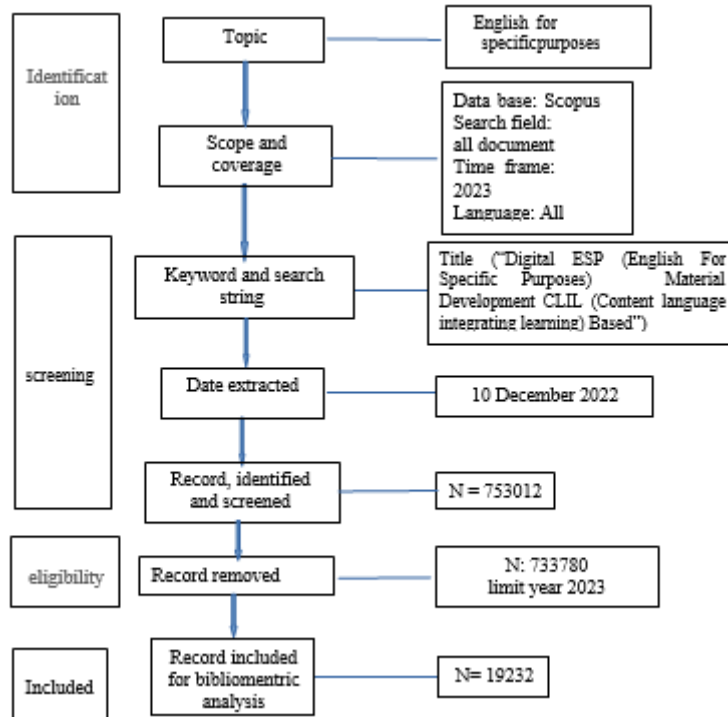 Identificat
ion
Topic
English for
specificpurposes
Scope and
coverage
Data base: Scopus
Search field:
all document
Time frame:
2023
Language: All
screening
Keyword and search
string
Title ("Digital ESP (English For
Specific Purposes) Material
Development CLIL (Content language
integrating learning) Based")
Date extracted
10 December 2022
Record, identified
and screened
N = 753012
eligibility
Record removed
N: 733780
limit year 2023
Included
Record included
for bibliomentric
analysis
N= 19232